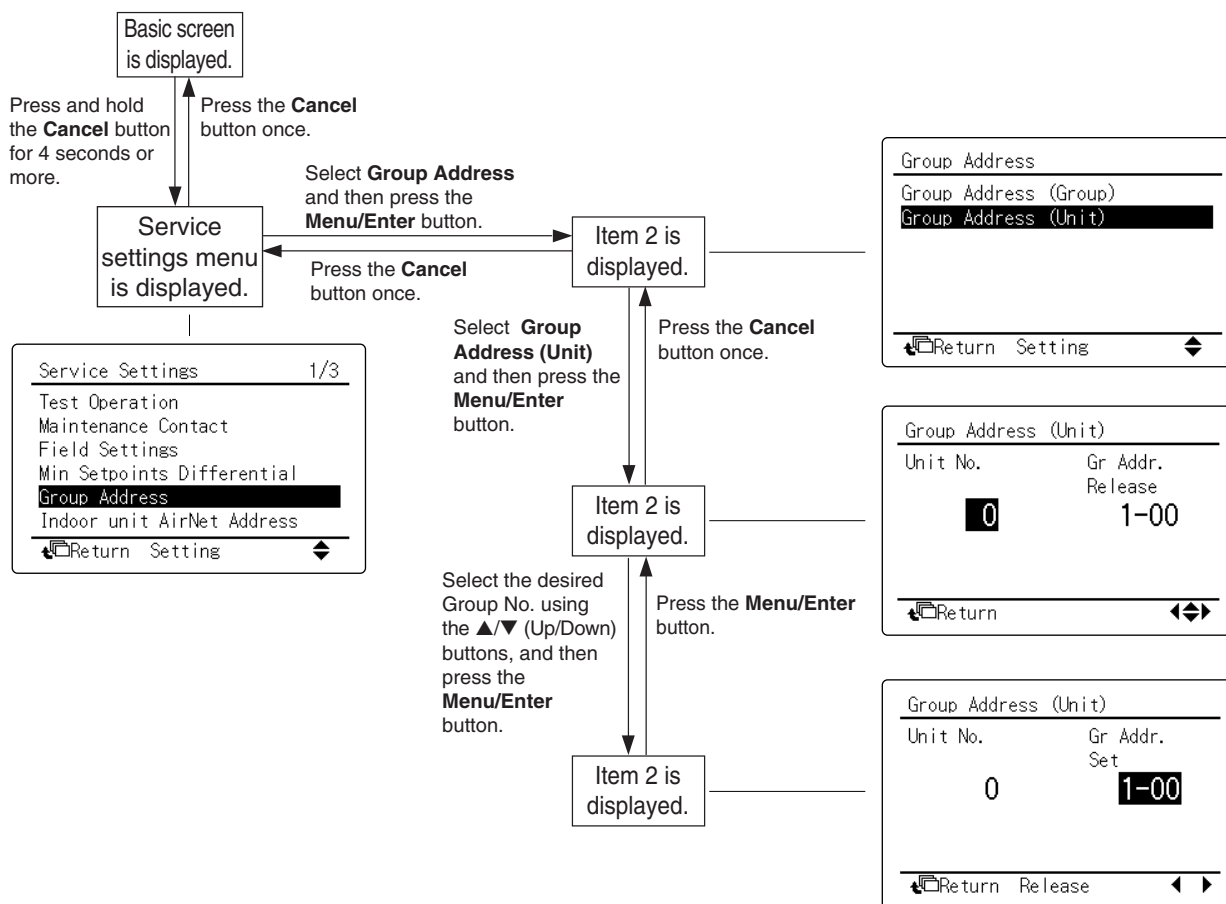 Basic screen
is displayed.
Press and hold
the Cancel button
for 4 seconds or
more.
Press the Cancel
button once.
Service
settings menu
is displayed.
Select Group Address
and then press the
Menu/Enter button.
Press the Cancel
button once.
Item 2 is
displayed.
Group Address
Group Address (Group)
Group Address (Unit)
Return Setting
Service Settings 1/3
Test Operation
Maintenance Contact
Field Settings
Min Setpoints Differential
Group Address
Indoor unit AirNet Address
Return Setting
Select Group
Address (Unit)
and then press the
Menu/Enter
button.
Press the Cancel
button once.
Item 2 is
displayed.
Group Address (Unit)
Unit No. Gr Addr.
Release
0 1-00
Return
Select the desired
Group No. using
the ▲/▼ (Up/Down)
buttons, and then
press the
Menu/Enter
button.
Press the Menu/Enter
button.
Item 2 is
displayed.
Group Address (Unit)
Unit No. Gr Addr.
Set
0 1-00
Return Release